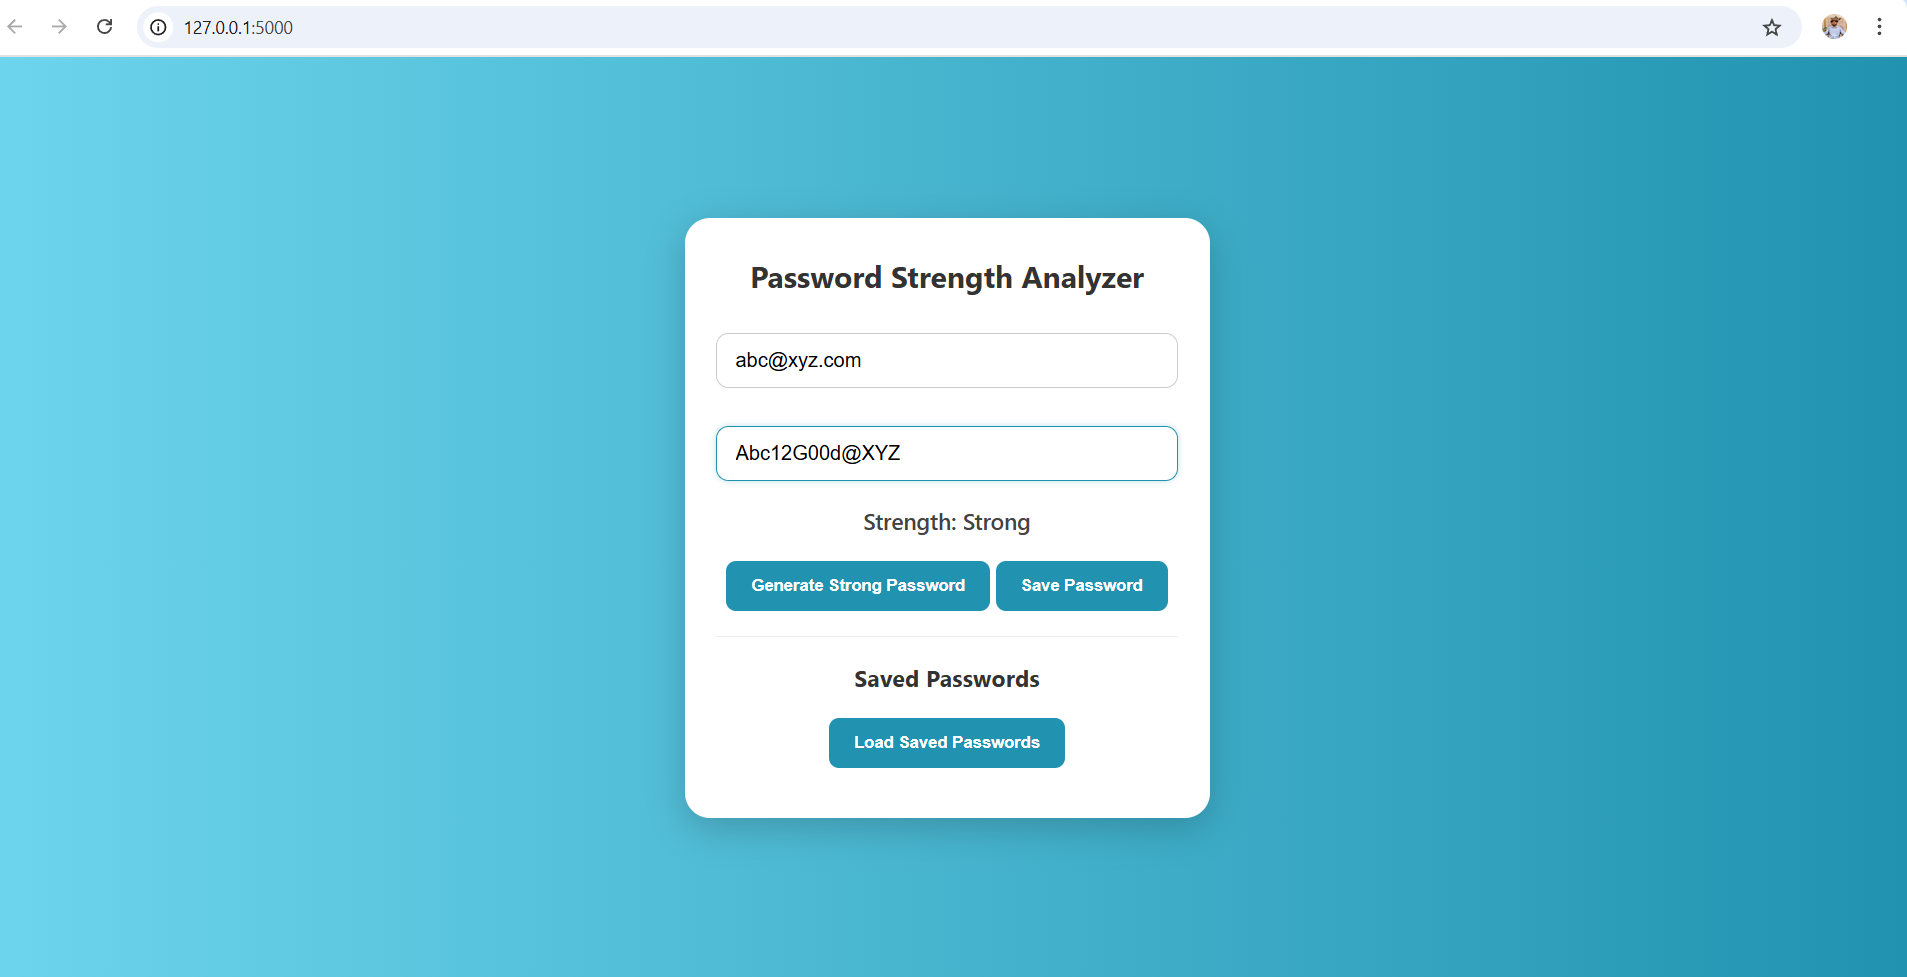 127.0.0.1:5000
Password Strength Analyzer
abc@xyz.com
Abc12G00d@XYZ
Strength: Strong
Generate Strong Password Save Password
Saved Passwords
Load Saved Passwords